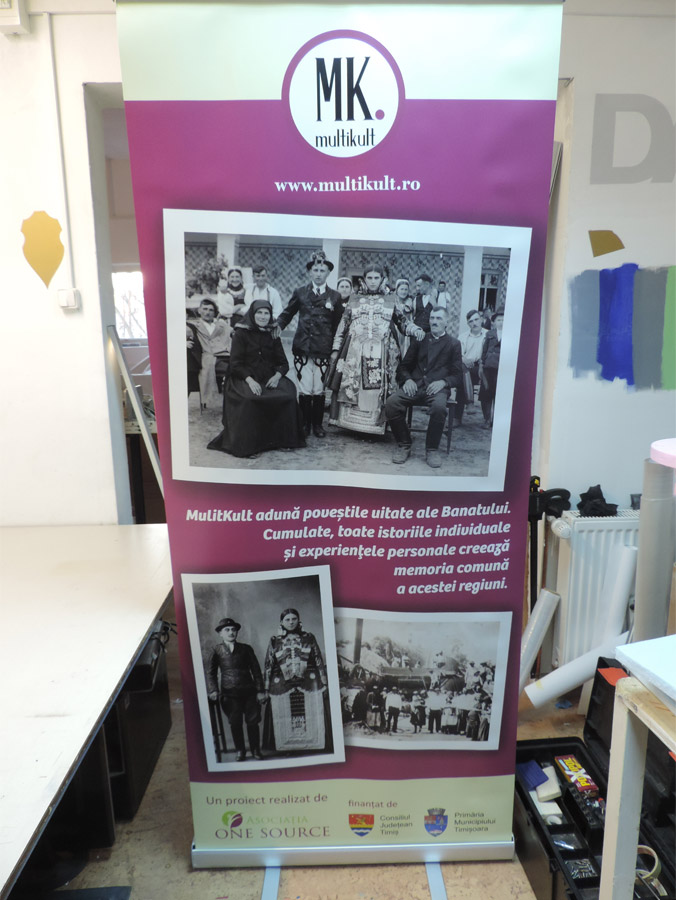 MK.
multikult
www.multikult.ro
MulitKult adună poveștile uitate ale Banatului.
Cumulate, toate istoriile individuale
și experiențele personale creează
memoria comună
a acestei regiuni.
Un proiect realizat de
ASOCIAȚIA
ONE SOURCE
finanțat de
Consiliul
Județean
Timiș
Primăria
Municipiului
Timișoara